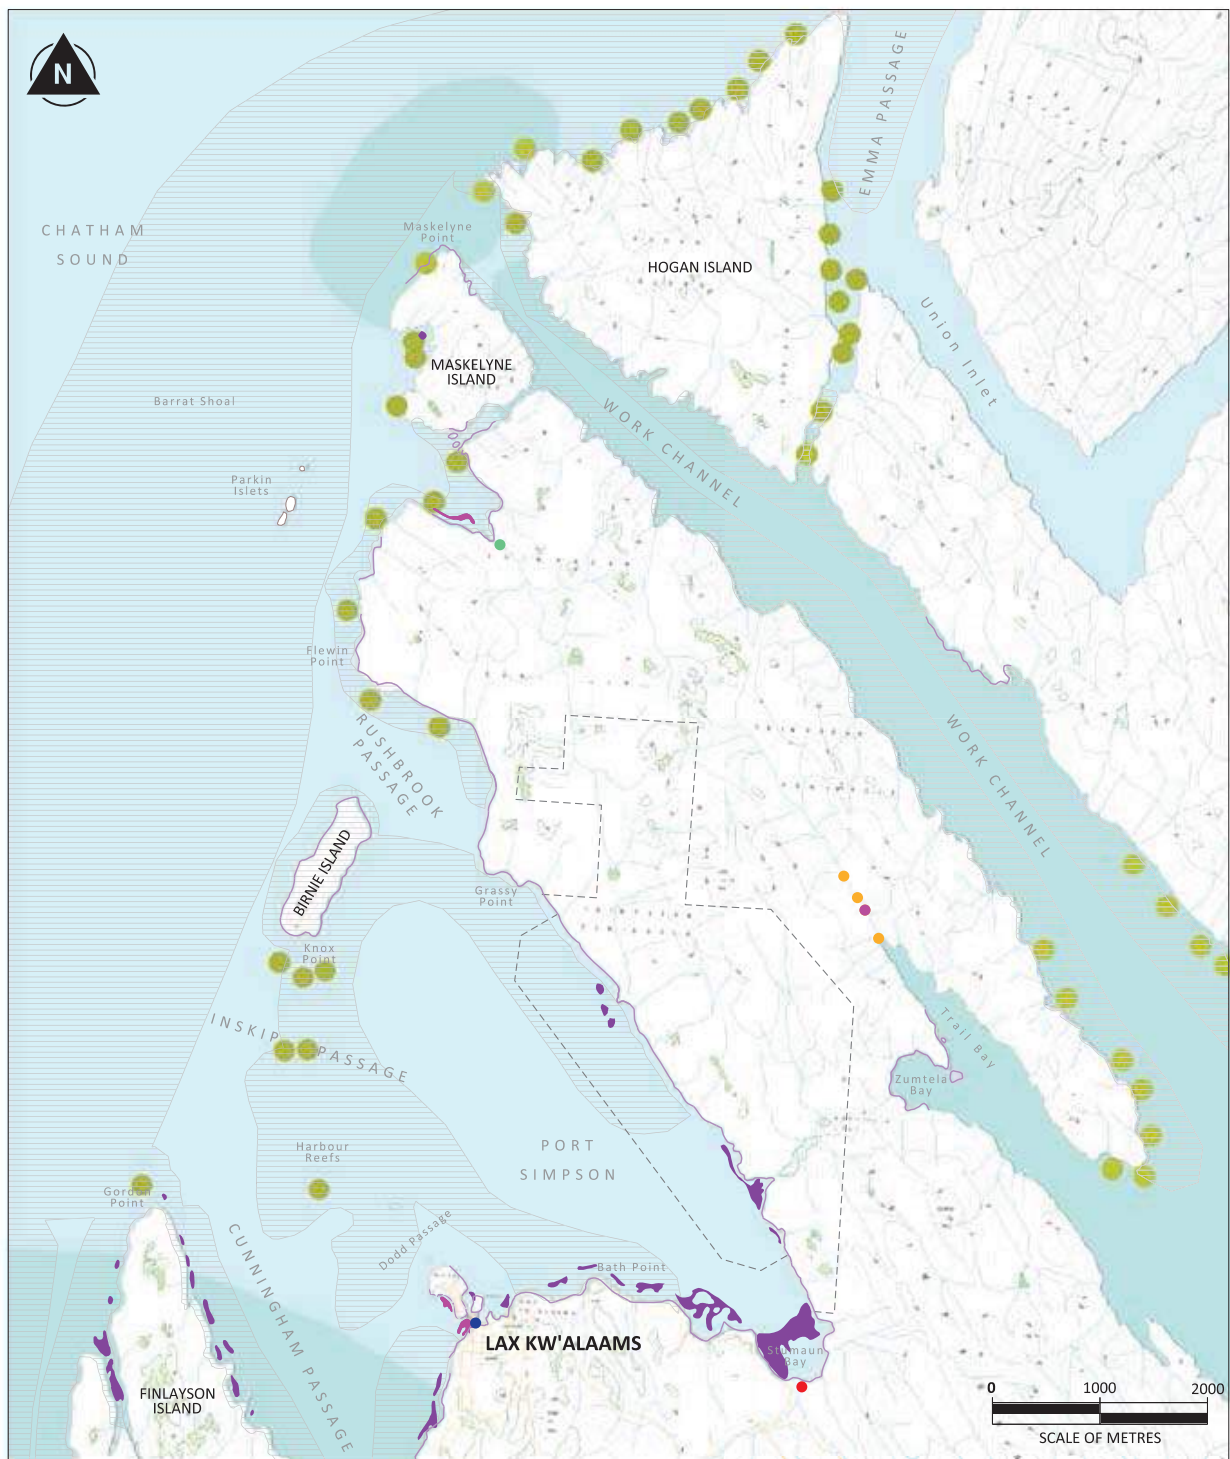 N
EMMA PASSAGE
CHATHAM
SOUND
Maskelyne
Point
HOGAN ISLAND
Union Inlet
MASKELYNE
ISLAND
Barrat Shoal
WORK CHANNEL
Parkin
Islets
Flewin
Point
RUSHBROOK
PASSAGE
WORK CHANNEL
BIRNIE ISLAND
Grassy
Point
Knox
Point
INSKIP PASSAGE
Trail Bay
Zumtela
Bay
PORT
SIMPSON
Harbour
Reefs
Gordon
Point
Dodd Passage
CUNNINGHAM PASSAGE
Bath Point
LAX KW'ALAAMS
Stumaun
Bay
FINLAYSON
ISLAND
0 1000 2000
SCALE OF METRES